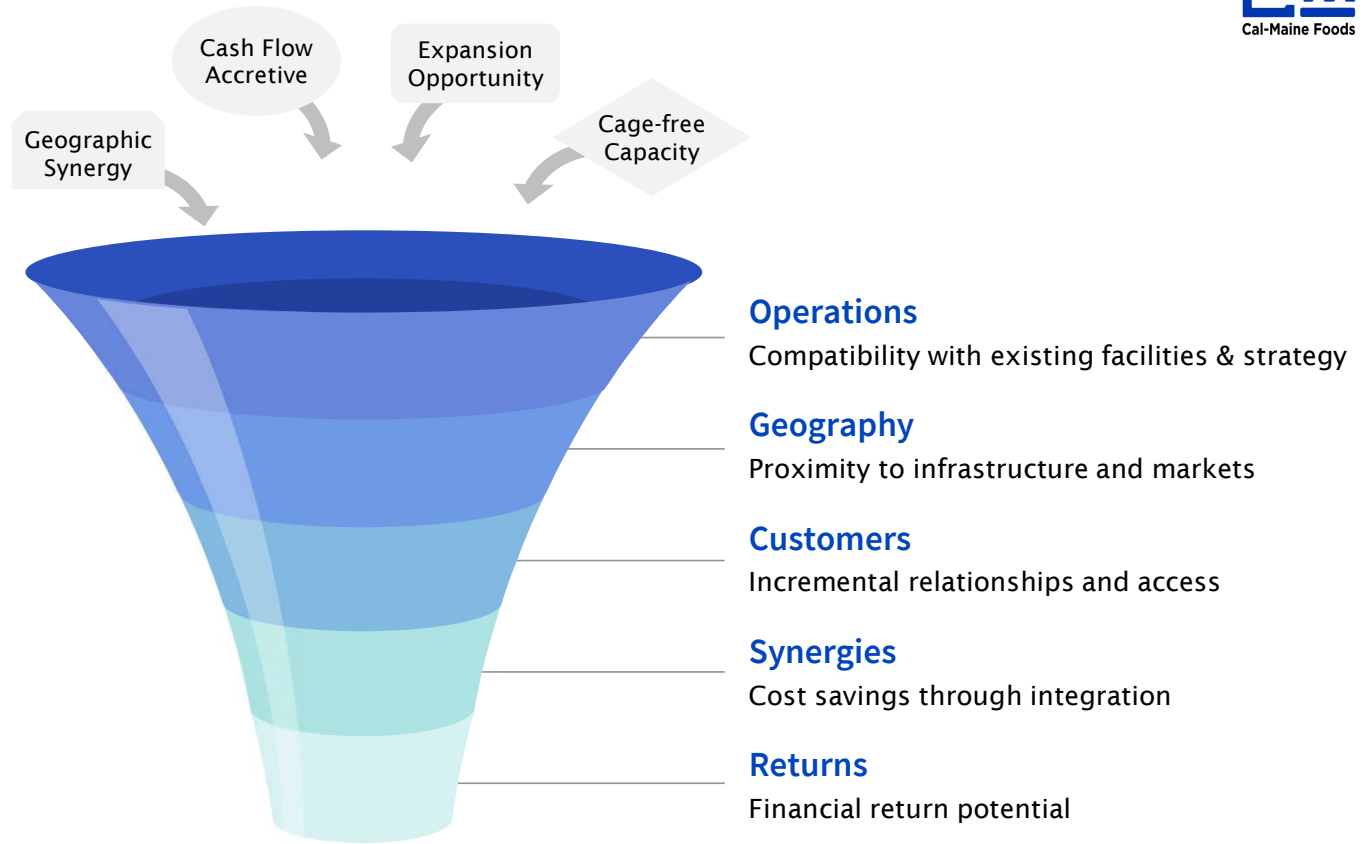 Cal-Maine Foods
Cash Flow
Accretive
Expansion
Opportunity
Geographic
Synergy
Cage-free
Capacity
Operations
Compatibility with existing facilities & strategy
Geography
Proximity to infrastructure and markets
Customers
Incremental relationships and access
Synergies
Cost savings through integration
Returns
Financial return potential